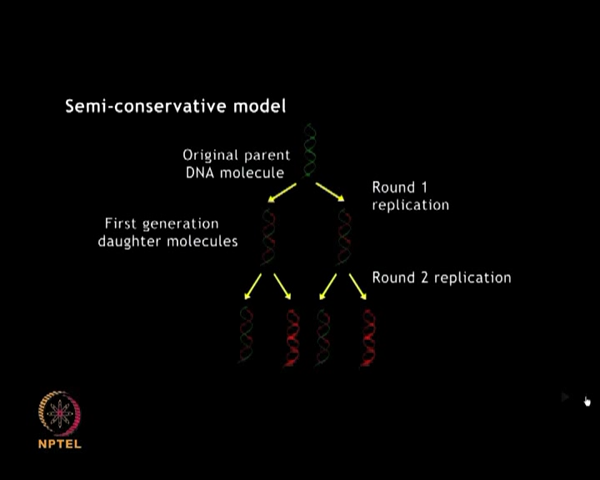 Semi-conservative model
Original parent
DNA molecule
Round 1
replication
First generation
daughter molecules
Round 2 replication
NPTEL